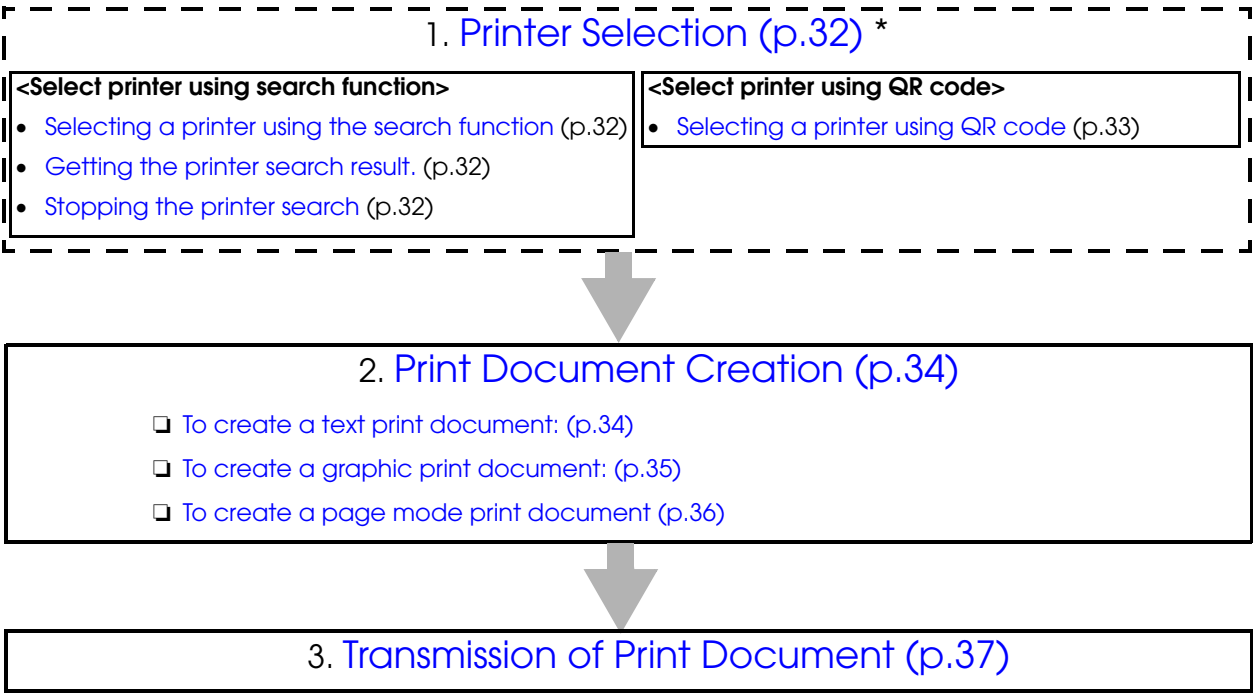 1. Printer Selection (p.32) *
<Select printer using search function>
• Selecting a printer using the search function (p.32)
• Getting the printer search result. (p.32)
• Stopping the printer search (p.32)
<Select printer using QR code>
• Selecting a printer using QR code (p.33)
2. Print Document Creation (p.34)
❏ To create a text print document: (p.34)
❏ To create a graphic print document: (p.35)
❏ To create a page mode print document (p.36)
3. Transmission of Print Document (p.37)